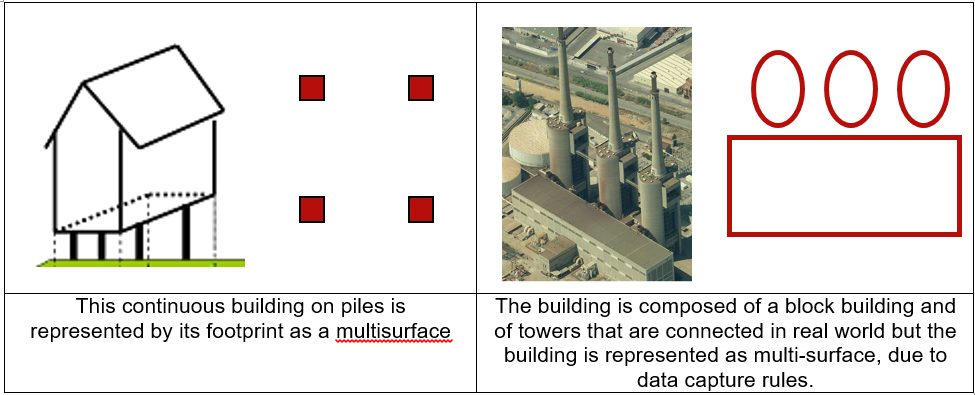 This continuous building on piles is
represented by its footprint as a multisurface
The building is composed of a block building and
of towers that are connected in real world but the
building is represented as multi-surface, due to
data capture rules.